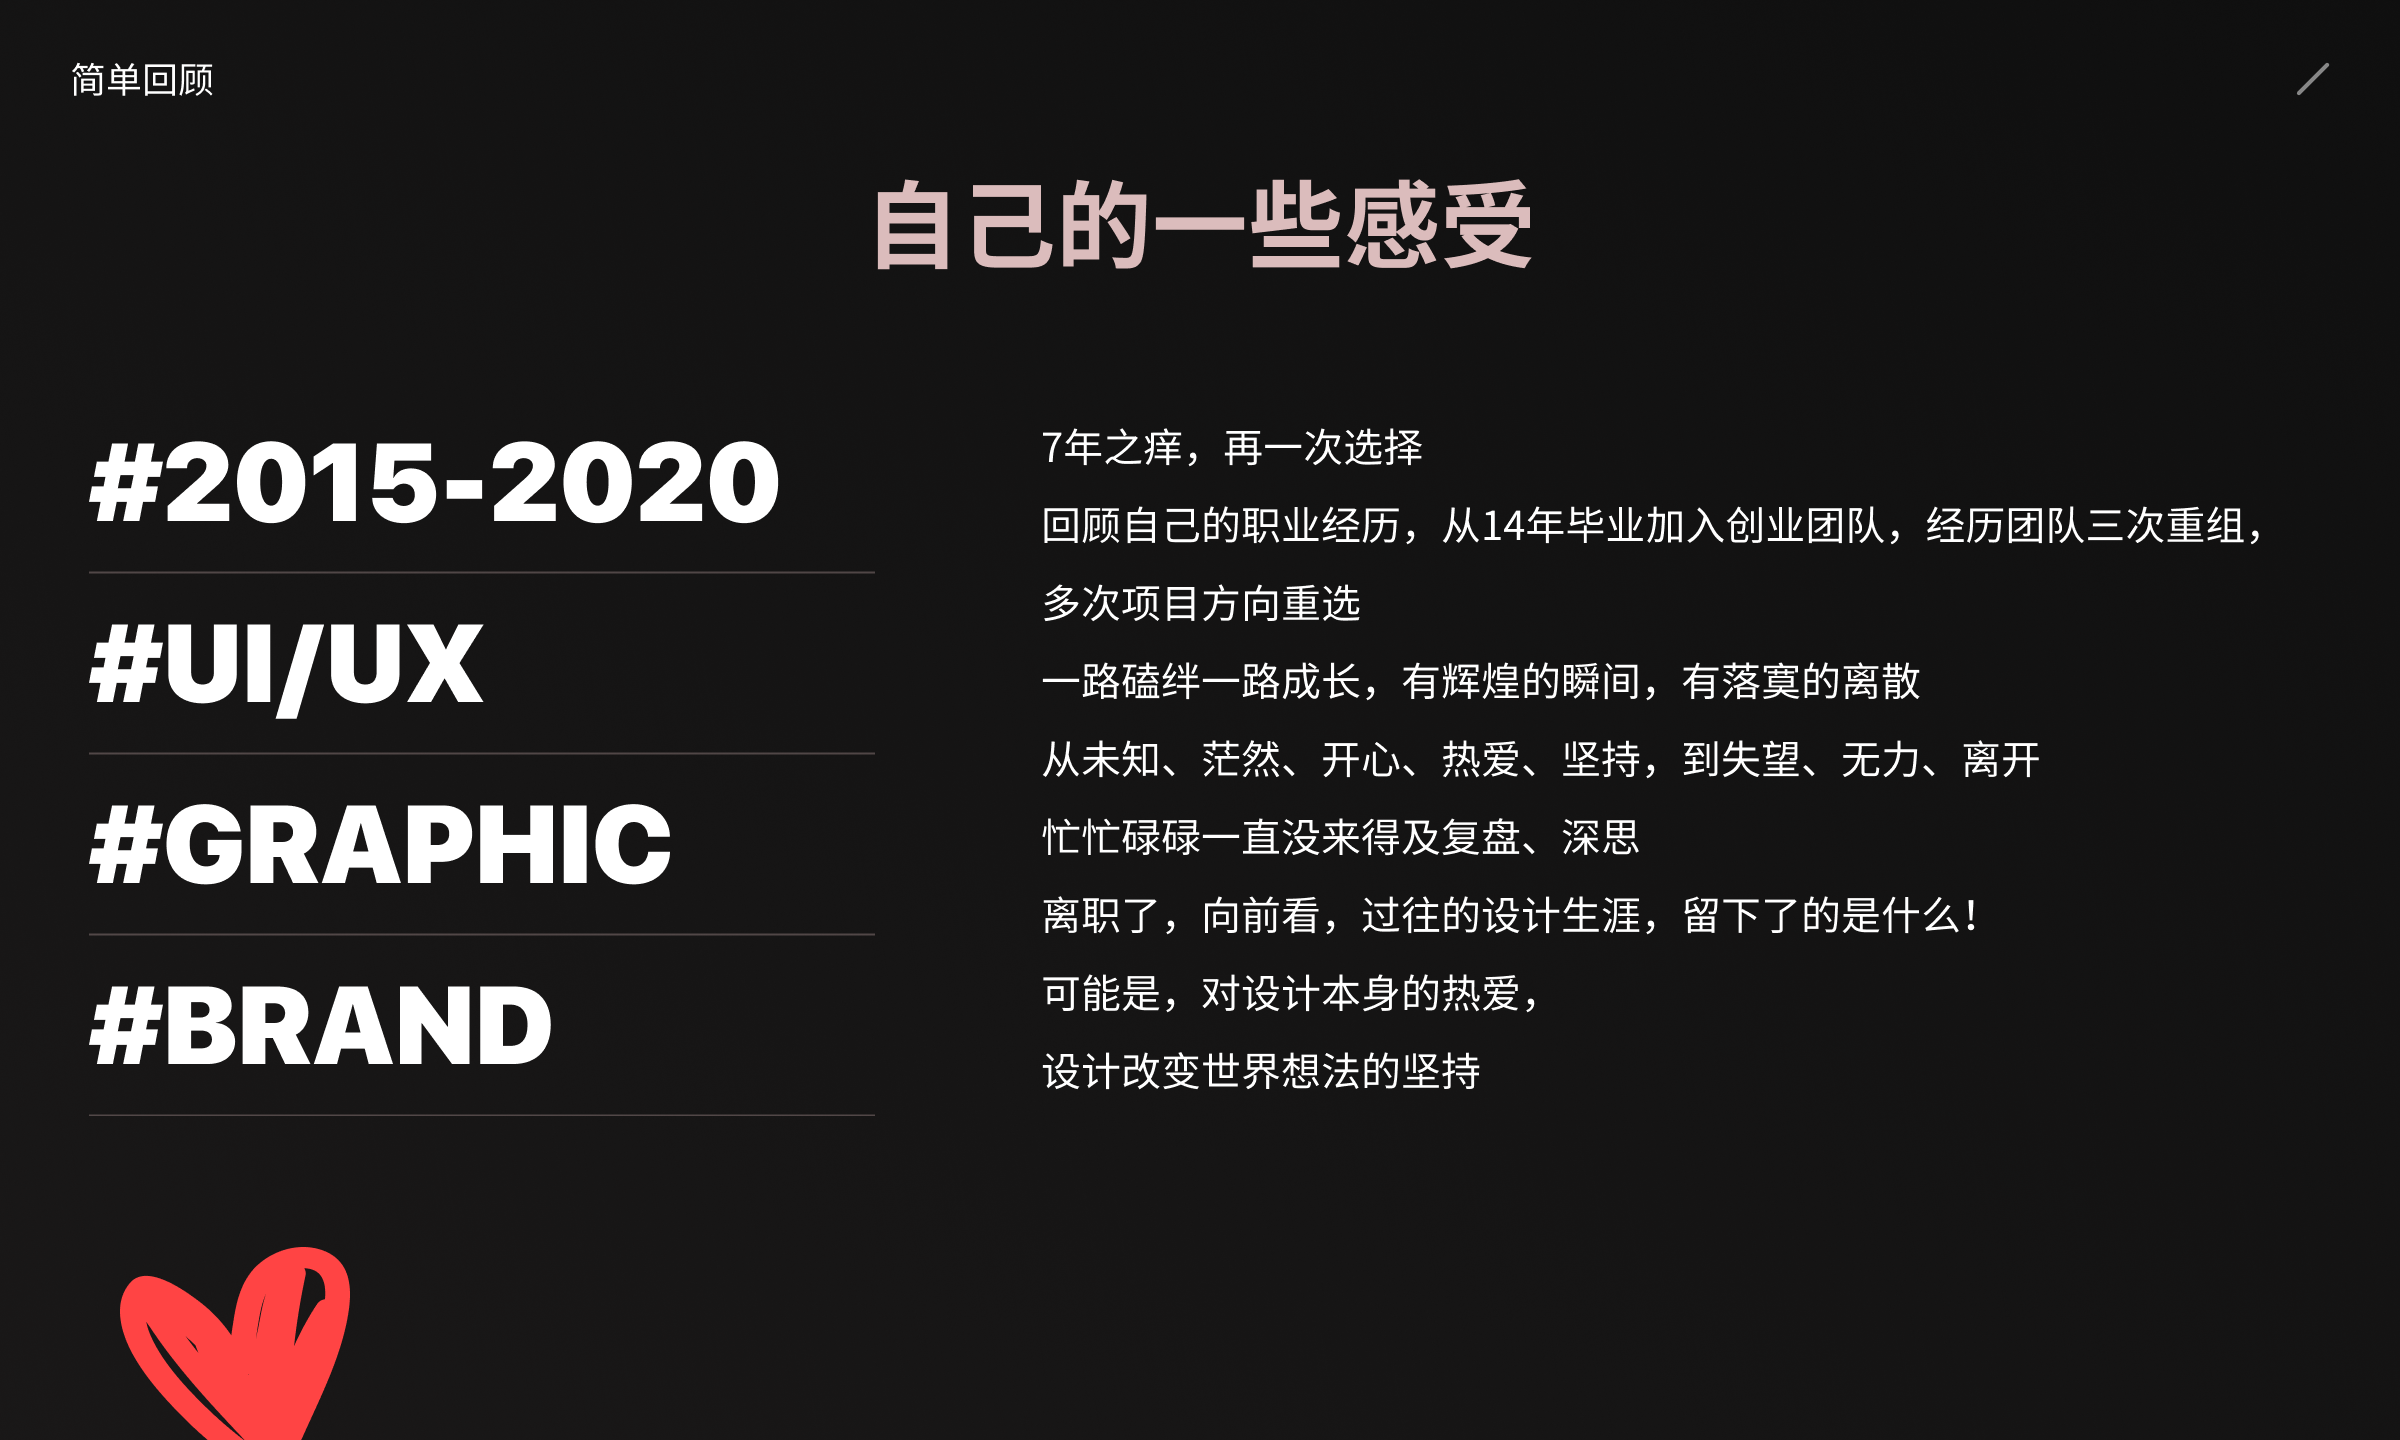 简单回顾
自己的一些感受
#2015-2020
#UI/UX
#GRAPHIC
#BRAND
7年之痒，再一次选择
回顾自己的职业经历，从14年毕业加入创业团队，经历团队三次重组，
多次项目方向重选
一路磕绊一路成长，有辉煌的瞬间，有落寞的离散
从未知、茫然、开心、热爱、坚持，到失望、无力、离开
忙忙碌碌一直没来得及复盘、深思
离职了，向前看，过往的设计生涯，留下了的是什么！
可能是，对设计本身的热爱，
设计改变世界想法的坚持